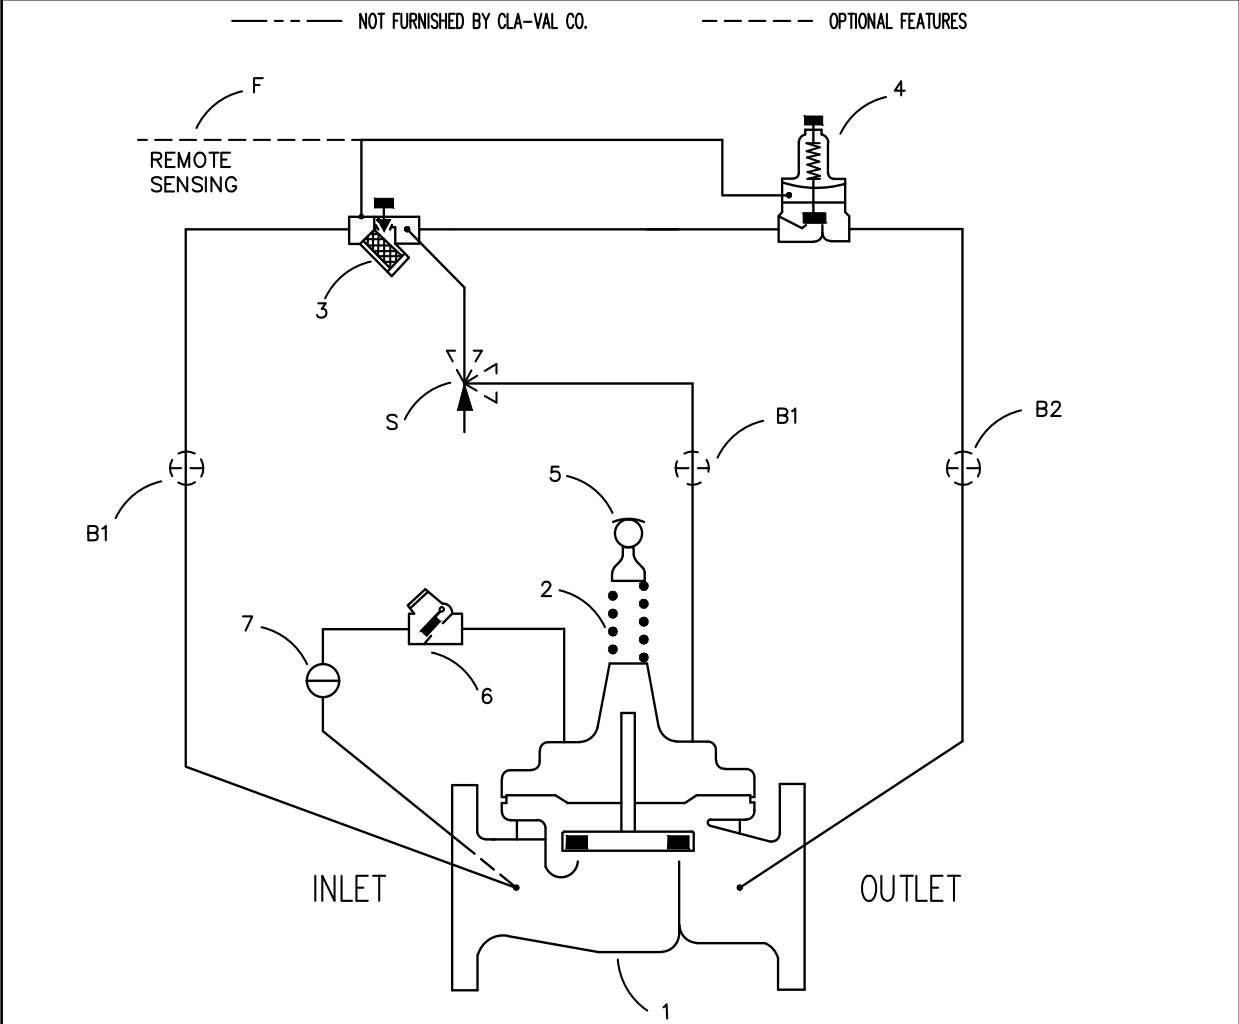 NOT FURNISHED BY CLA-VAL CO.
OPTIONAL FEATURES
F
4
REMOTE
SENSING
3
S
B1
B2
5
B1
2
7
6
INLET
OUTLET
1